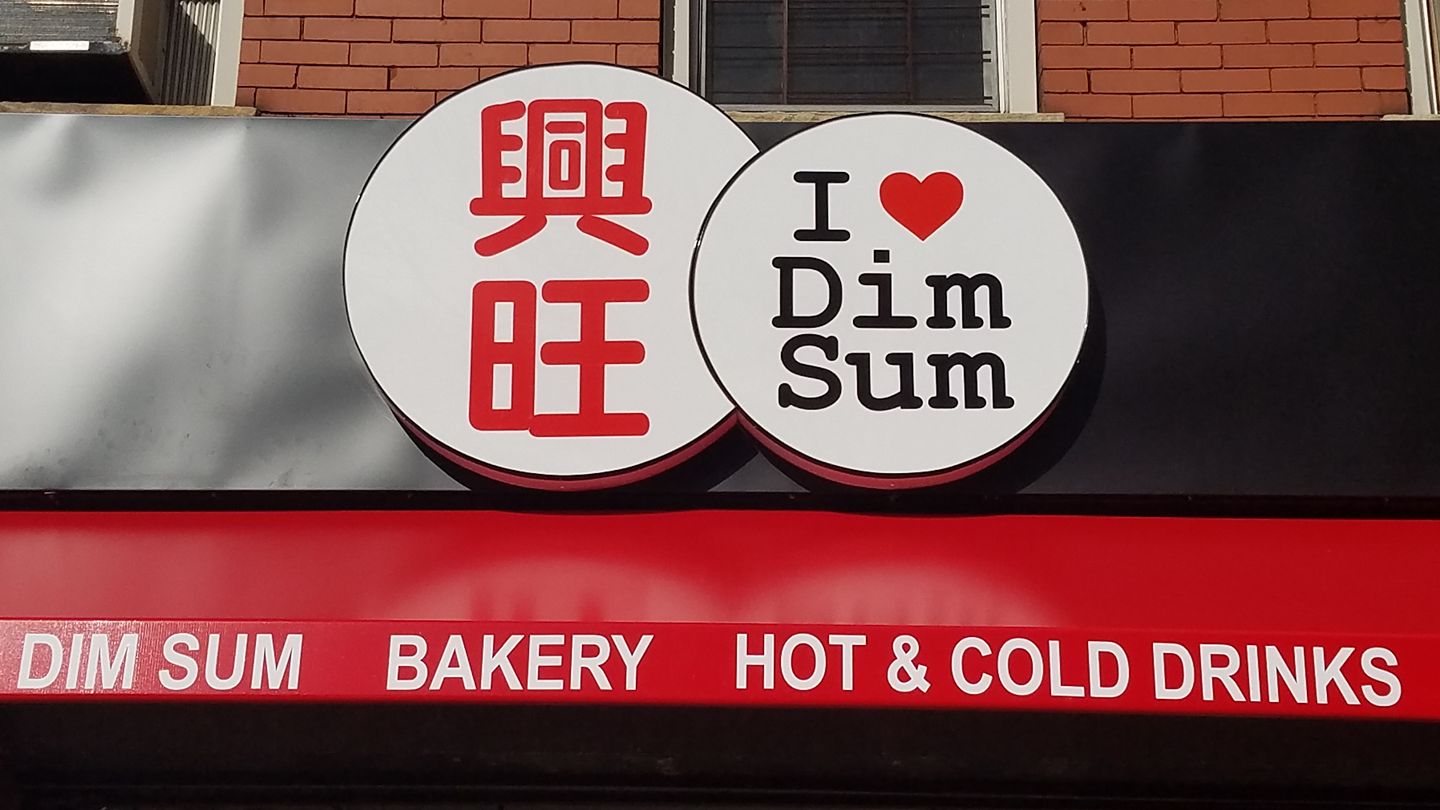 興
旺
I ❤
Dim
Sum
DIM SUM BAKERY HOT & COLD DRINKS